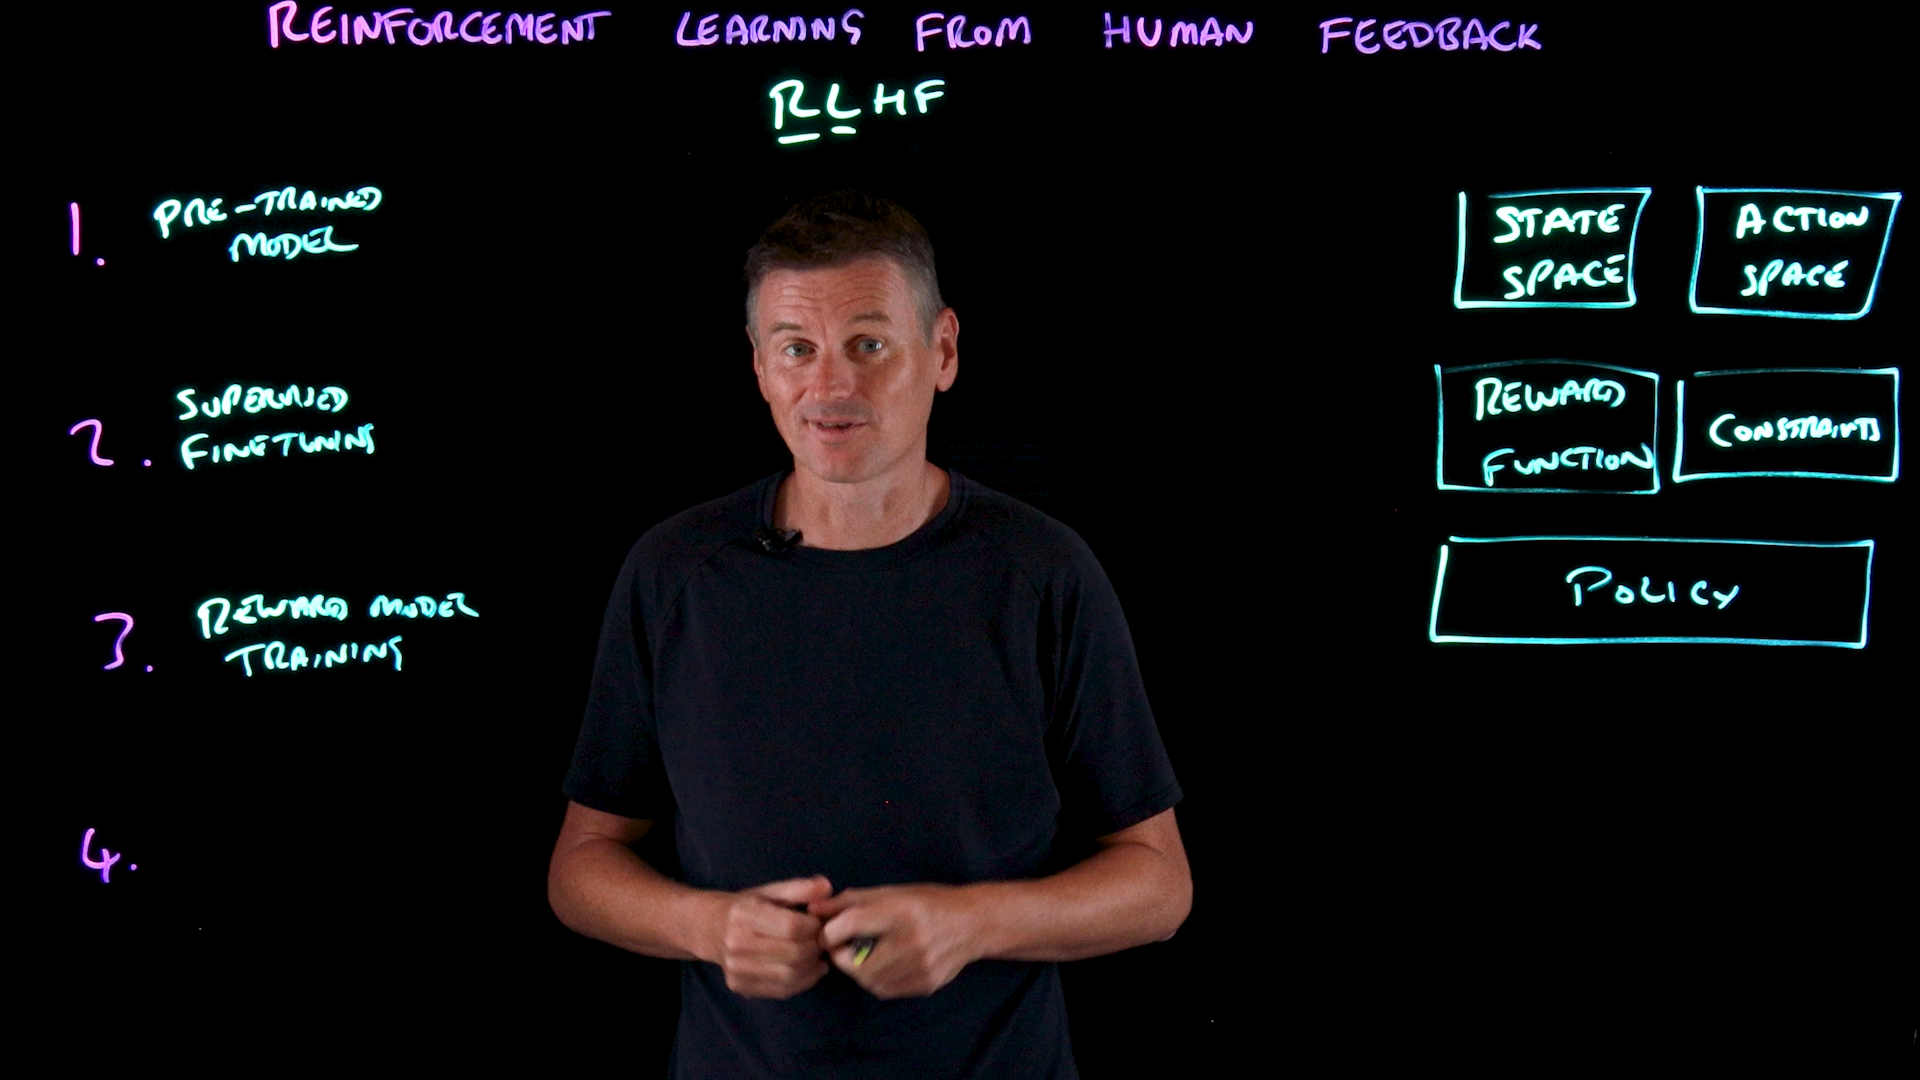 REINFORCEMENT LEARNING FROM HUMAN FEEDBACK
RLHF
1. PRE-TRAINED
MODEL
2. SUPERVISED
FINETUNING
3. REWARD MODEL
TRAINING
4.
STATE
SPACE
ACTION
SPACE
REWARD
FUNCTION
CONSTRAINTS
POLICY